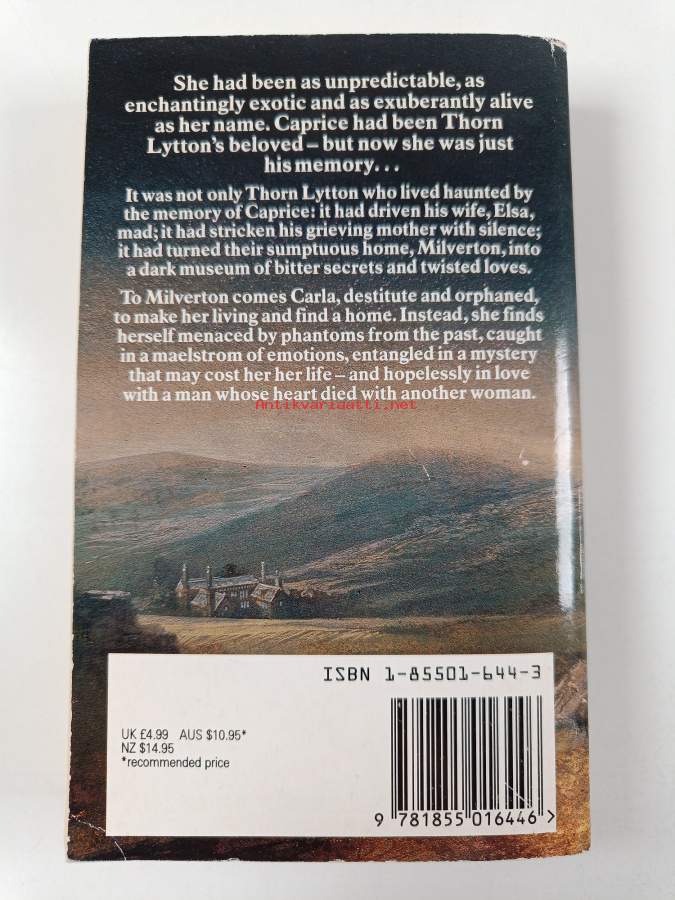 She had been as unpredictable, as
enchantingly exotic and as exuberantly alive
as her name. Caprice had been Thorn
Lytton's beloved – but now she was just
his memory...
It was not only Thorn Lytton who lived haunted by
the memory of Caprice: it had driven his wife, Elsa,
mad; it had stricken his grieving mother with silence;
it had turned their sumptuous home, Milverton, into
a dark museum of bitter secrets and twisted loves.
To Milverton comes Carla, destitute and orphaned,
to make her living and find a home. Instead, she finds
herself menaced by phantoms from the past, caught
in a maelstrom of emotions, entangled in a mystery
that may cost her her life – and hopelessly in love
with a man whose heart died with another woman.
Antikvariaatti.net
ISBN 1-85501-644-3
UK £4.99 AUS $10.95*
NZ $14.95
*recommended price
9 781855 016446 >